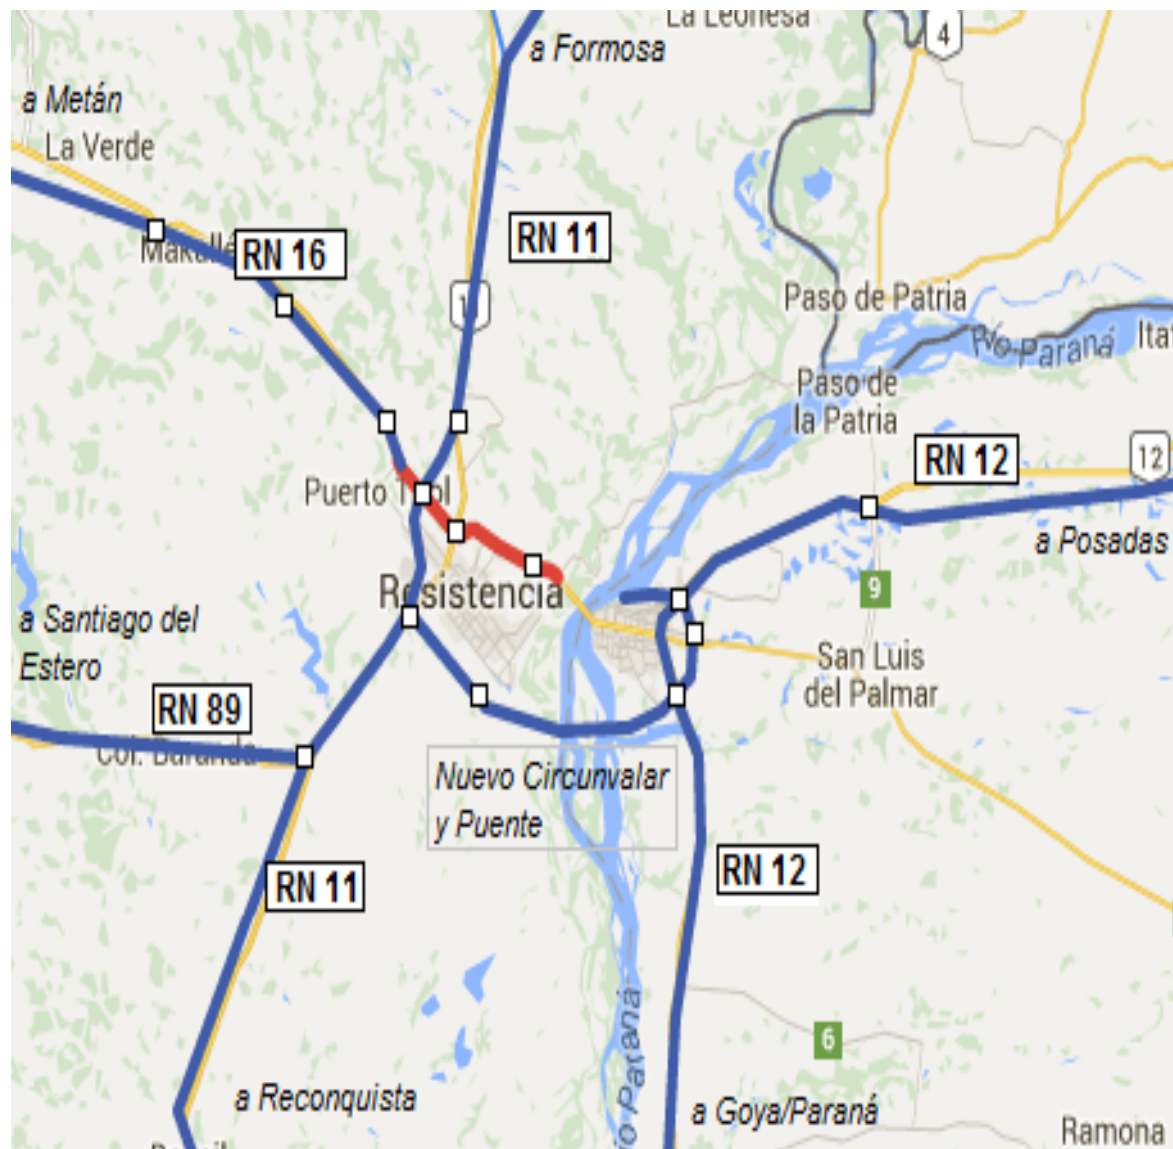 La Leonesa
4
a Formosa
a Metán
La Verde
RN 11
RN 16
Paso de Patria
Río Paraná
Paso de
la Patria
RN 12
12
Puerto
a Posadas
Resistencia
9
a Santiago del
Estero
San Luis
del Palmar
RN 89
Nuevo Circunvalar
y Puente
RN 12
RN 11
6
a Reconquista
a Goya/Paraná
Paraná
Ramona